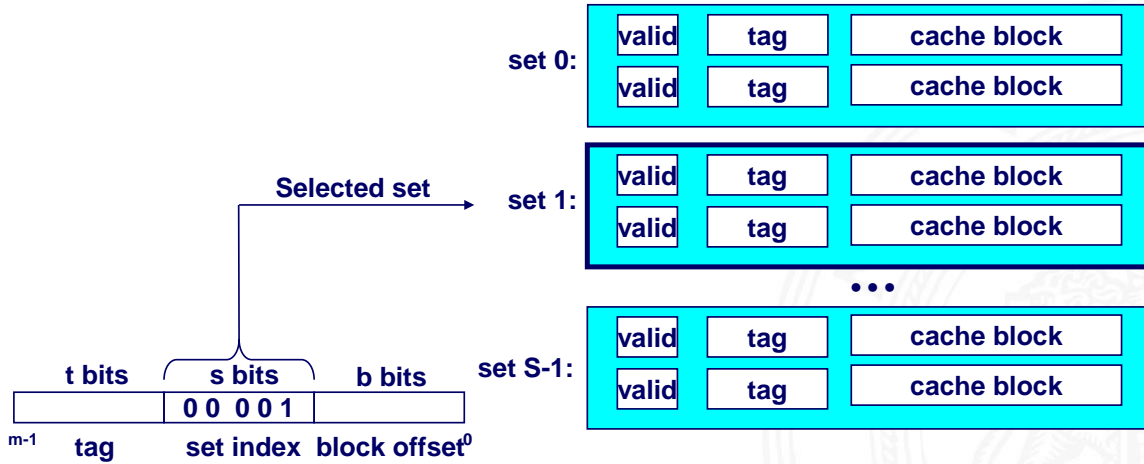 valid tag cache block
set 0:
valid tag cache block
valid tag cache block
Selected set
set 1:
valid tag cache block
• • •
valid tag cache block
set S-1:
valid tag cache block
t bits s bits b bits
0 0 0 0 1
m-1 tag set index block offset 0